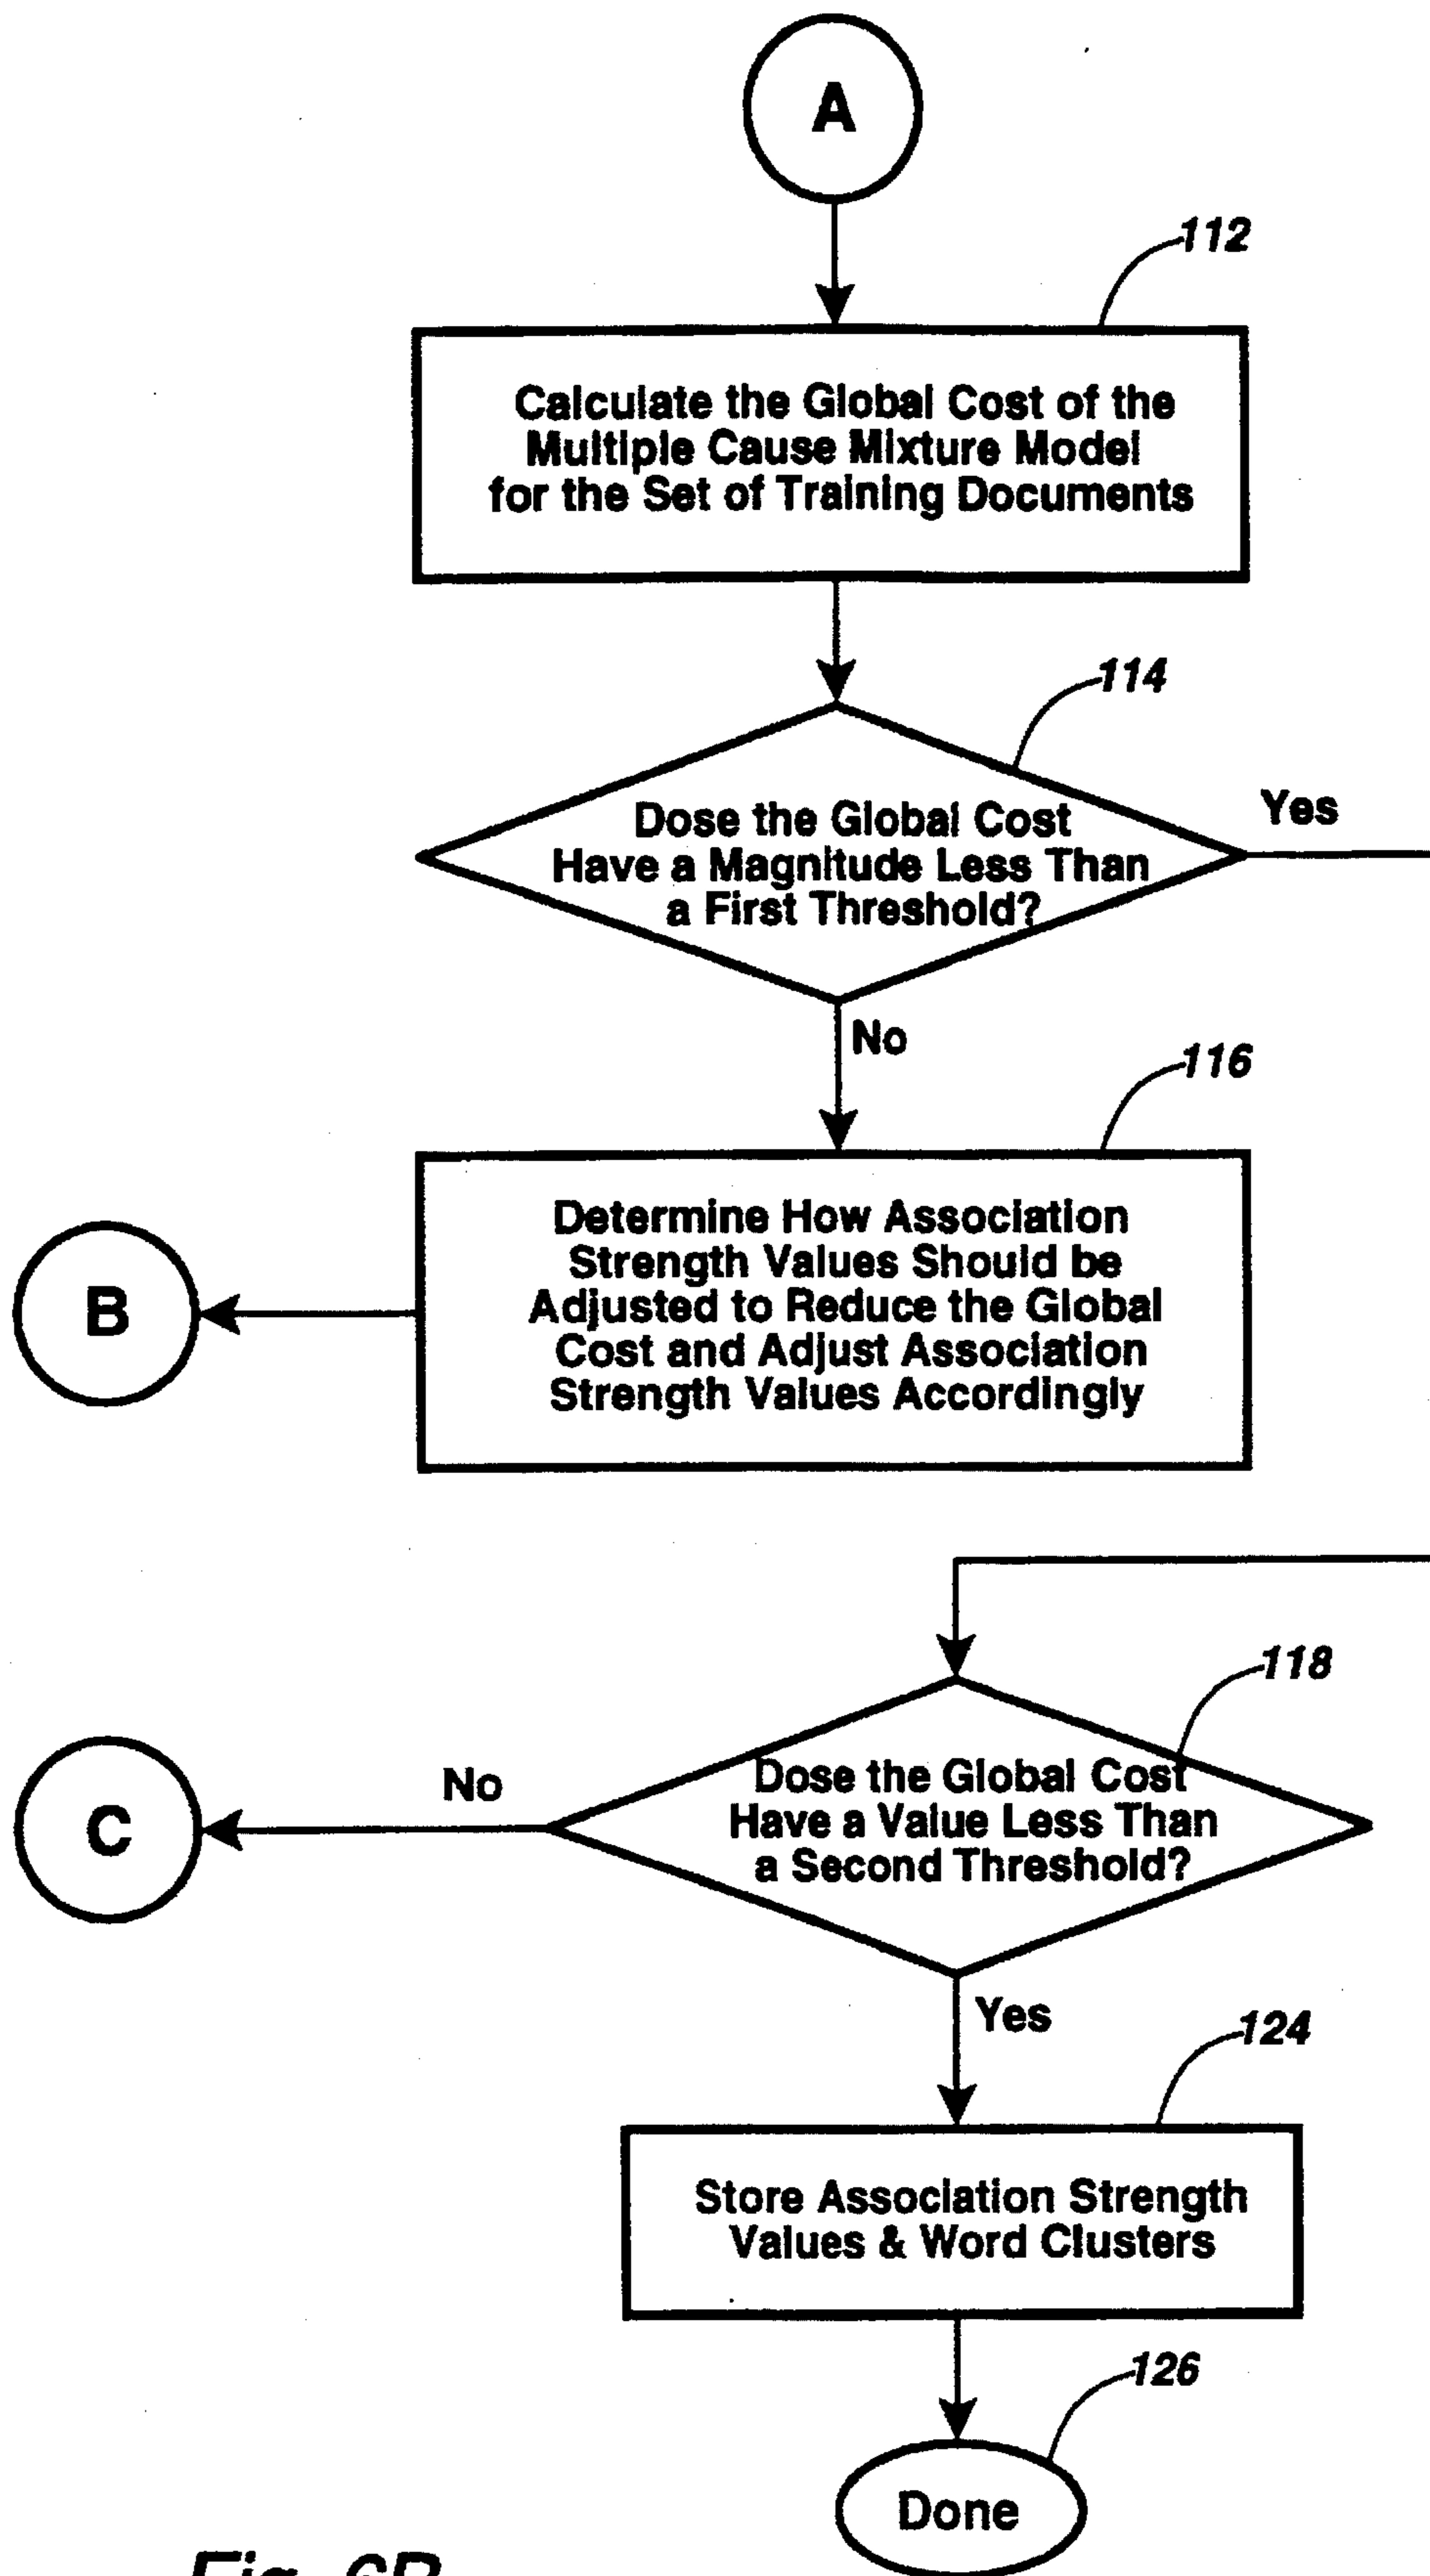 A
112
Calculate the Global Cost of the
Multiple Cause Mixture Model
for the Set of Training Documents
114
Dose the Global Cost
Have a Magnitude Less Than
a First Threshold?
Yes
No
116
Determine How Association
Strength Values Should be
Adjusted to Reduce the Global
Cost and Adjust Association
Strength Values Accordingly
B
118
Dose the Global Cost
Have a Value Less Than
a Second Threshold?
No
C
Yes
124
Store Association Strength
Values & Word Clusters
126
Done
Fig. 6B